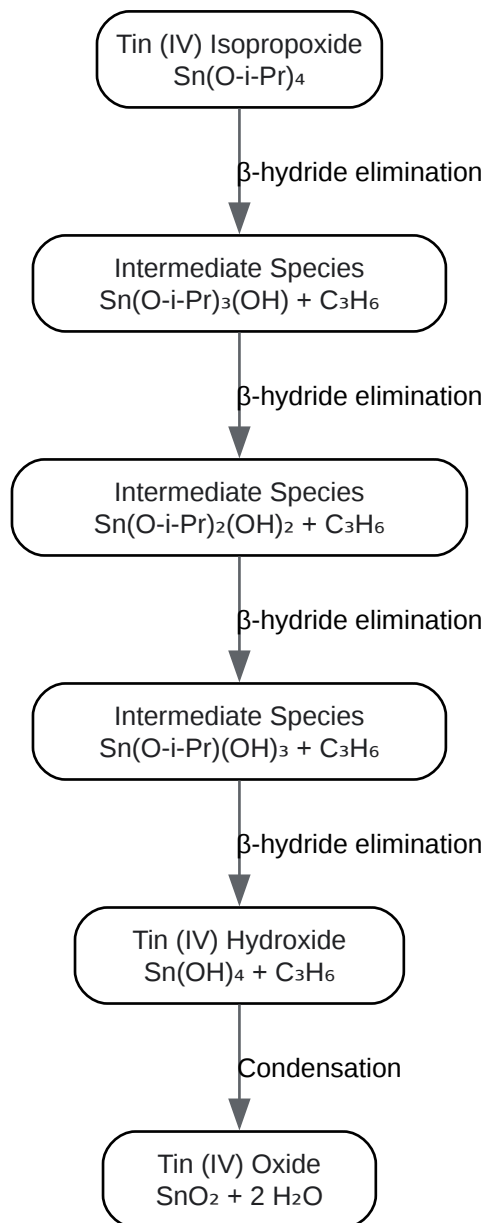 Tin (IV) Isopropoxide
Sn(O-i-Pr)₄
β-hydride elimination
Intermediate Species
Sn(O-i-Pr)₃(OH) + C₃H₆
β-hydride elimination
Intermediate Species
Sn(O-i-Pr)₂(OH)₂ + C₃H₆
β-hydride elimination
Intermediate Species
Sn(O-i-Pr)(OH)₃ + C₃H₆
β-hydride elimination
Tin (IV) Hydroxide
Sn(OH)₄ + C₃H₆
Condensation
Tin (IV) Oxide
SnO₂ + 2 H₂O